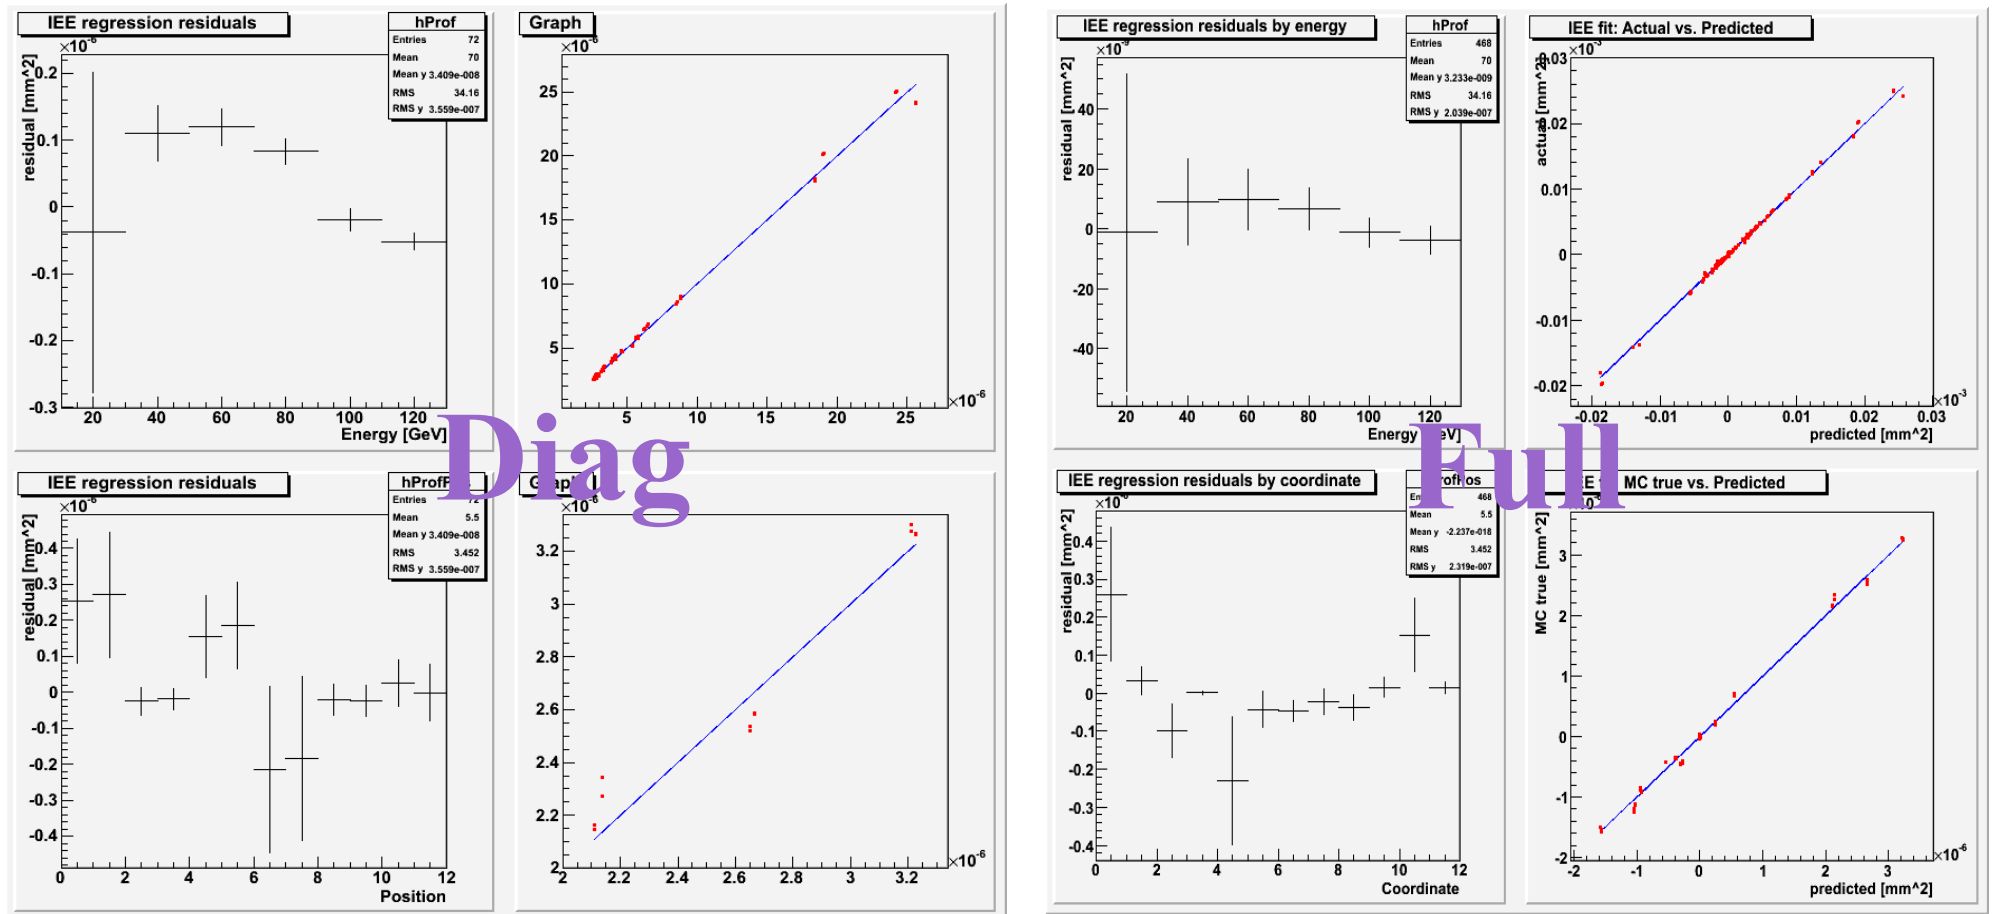 IEE regression residuals
×10^-6
residual [mm^2]
hProf
Entries 72
Mean 70
Mean y 3.409e-008
RMS 34.16
RMS y 3.559e-007
0.2
0.1
0
-0.1
-0.2
-0.3
20 40 60 80 100 120
Energy [GeV]
Graph
×10^-6
25
20
15
10
5
5 10 15 20 25
×10^-6
IEE regression residuals by energy
×10^-9
residual [mm^2]
hProf
Entries 468
Mean 70
Mean y 3.233e-009
RMS 34.16
RMS y 2.039e-007
40
20
0
-20
-40
20 40 60 80 100 120
Energy
IEE fit: Actual vs. Predicted
×10^-3
actual [mm^2]
0.03
0.02
0.01
0
-0.01
-0.02
-0.02 -0.01 0 0.01 0.02 0.03
×10^-3
predicted [mm^2]
Diag
Full
IEE regression residuals
×10^-6
residual [mm^2]
Entries 72
Mean 5.5
Mean y 3.409e-008
RMS 3.452
RMS y 3.559e-007
0.4
0.3
0.2
0.1
0
-0.1
-0.2
-0.3
-0.4
0 2 4 6 8 10 12
Position
3.2
3
2.8
2.6
2.4
2.2
2
2 2.2 2.4 2.6 2.8 3 3.2
×10^-6
IEE regression residuals by coordinate
residual [mm^2]
468
Mean 5.5
Mean y -2.237e-018
RMS 3.452
RMS y 2.319e-007
0.4
0.3
0.2
0.1
0
-0.1
-0.2
-0.3
-0.4
0 2 4 6 8 10 12
Coordinate
MC true vs. Predicted
MC true [mm^2]
3
2
1
0
-1
-2
-2 -1 0 1 2 3
×10^-6
predicted [mm^2]